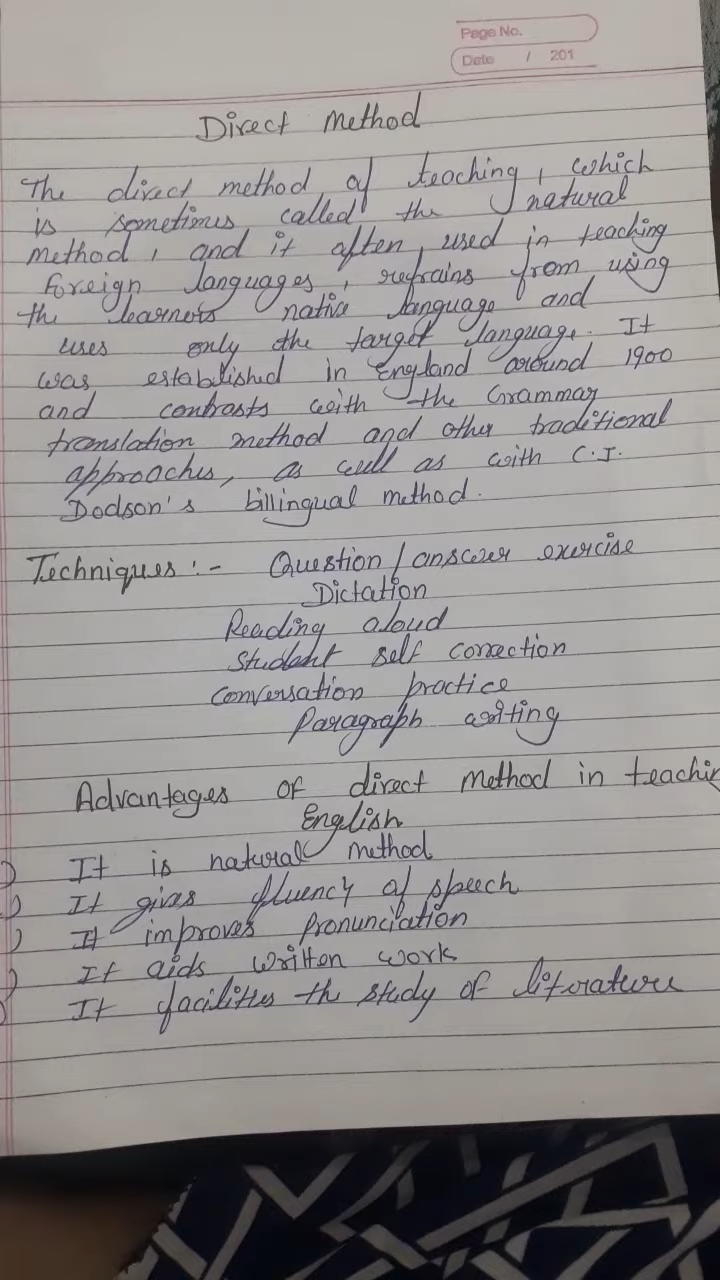 Page No.
Date / 201
Direct Method
The direct method of teaching, which
is sometimes called the natural
method, and it often used in teaching
foreign languages, refrains from using
the learners native language and
uses only the target language. It
was established in England around 1900
and contrasts with the Grammar
translation method and other traditional
approaches, as well as with C.J.
Dodson's billingual method.
Techniques :- Question/answer exercise
Dictation
Reading aloud
Student self correction
Conversation practice
Paragraph writing
Advantages of direct method in teachin
English
It is natural method
It gives fluency of speech
It improves Pronunciation
It aids written work
It facilities the study of literature